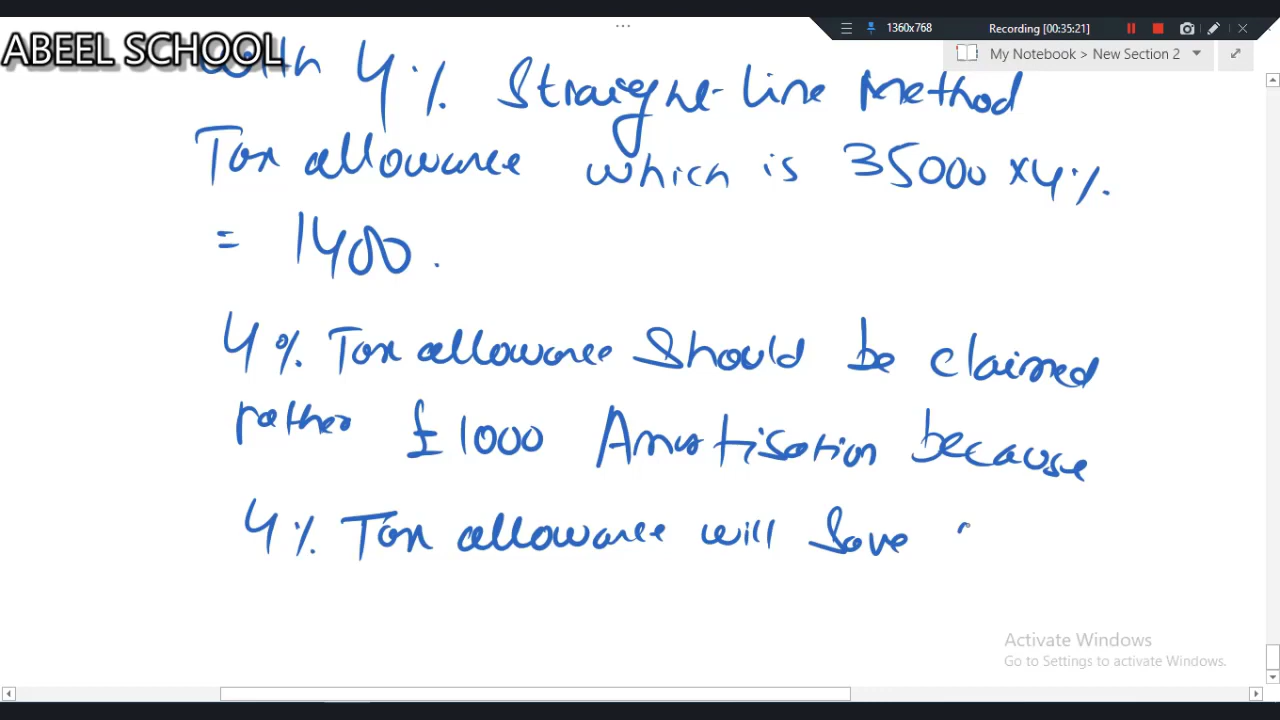 Recording [00:35:21]
1360x768
ABEEL SCHOOL
My Notebook > New Section 2
with 4% Straight-Line Method
Tax allowance which is 35000 x4%
= 1400.
4% Tax allowance Should be claimed
rather £1000 Amortisation because
4% Tax allowance will Save
Activate Windows
Go to Settings to activate Windows.